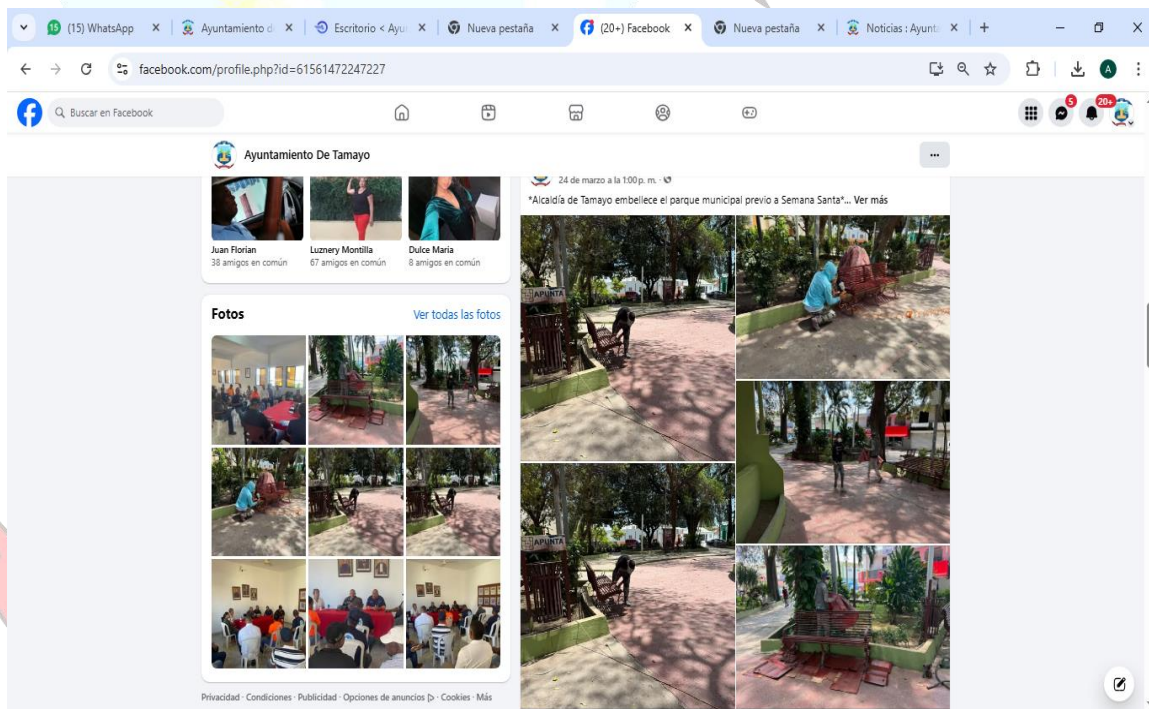 (15) WhatsApp
Ayuntamiento d
Escritorio < Ayu
Nueva pestaña
(20+) Facebook
Nueva pestaña
Noticias : Ayunt
facebook.com/profile.php?id=61561472247227
Buscar en Facebook
5
20+
Ayuntamiento De Tamayo
24 de marzo a la 1:00 p. m. ·
*Alcaldía de Tamayo embellece el parque municipal previo a Semana Santa*... Ver más
Juan Florian
38 amigos en común
Luznery Montilla
67 amigos en común
Dulce Maria
8 amigos en común
Fotos
Ver todas las fotos
APUNTA
APUNTA
Privacidad · Condiciones · Publicidad · Opciones de anuncios · Cookies · Más